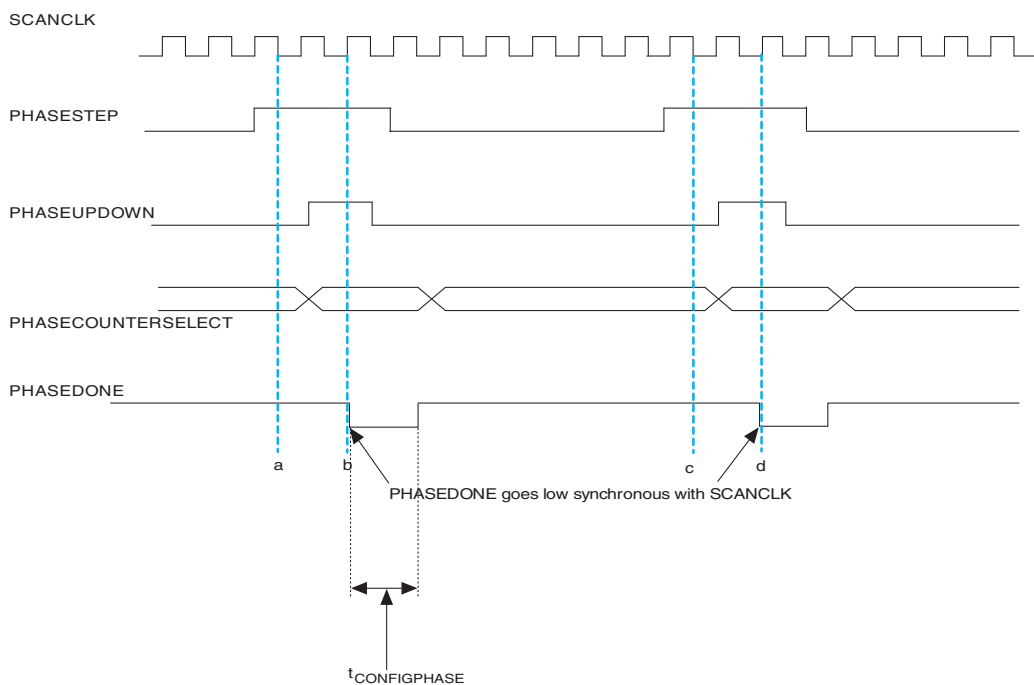 SCANCLK
PHASESTEP
PHASEUPDOWN
PHASECOUNTERSELECT
PHASEDONE
a b c d
PHASEDONE goes low synchronous with SCANCLK
tCONFIGPHASE